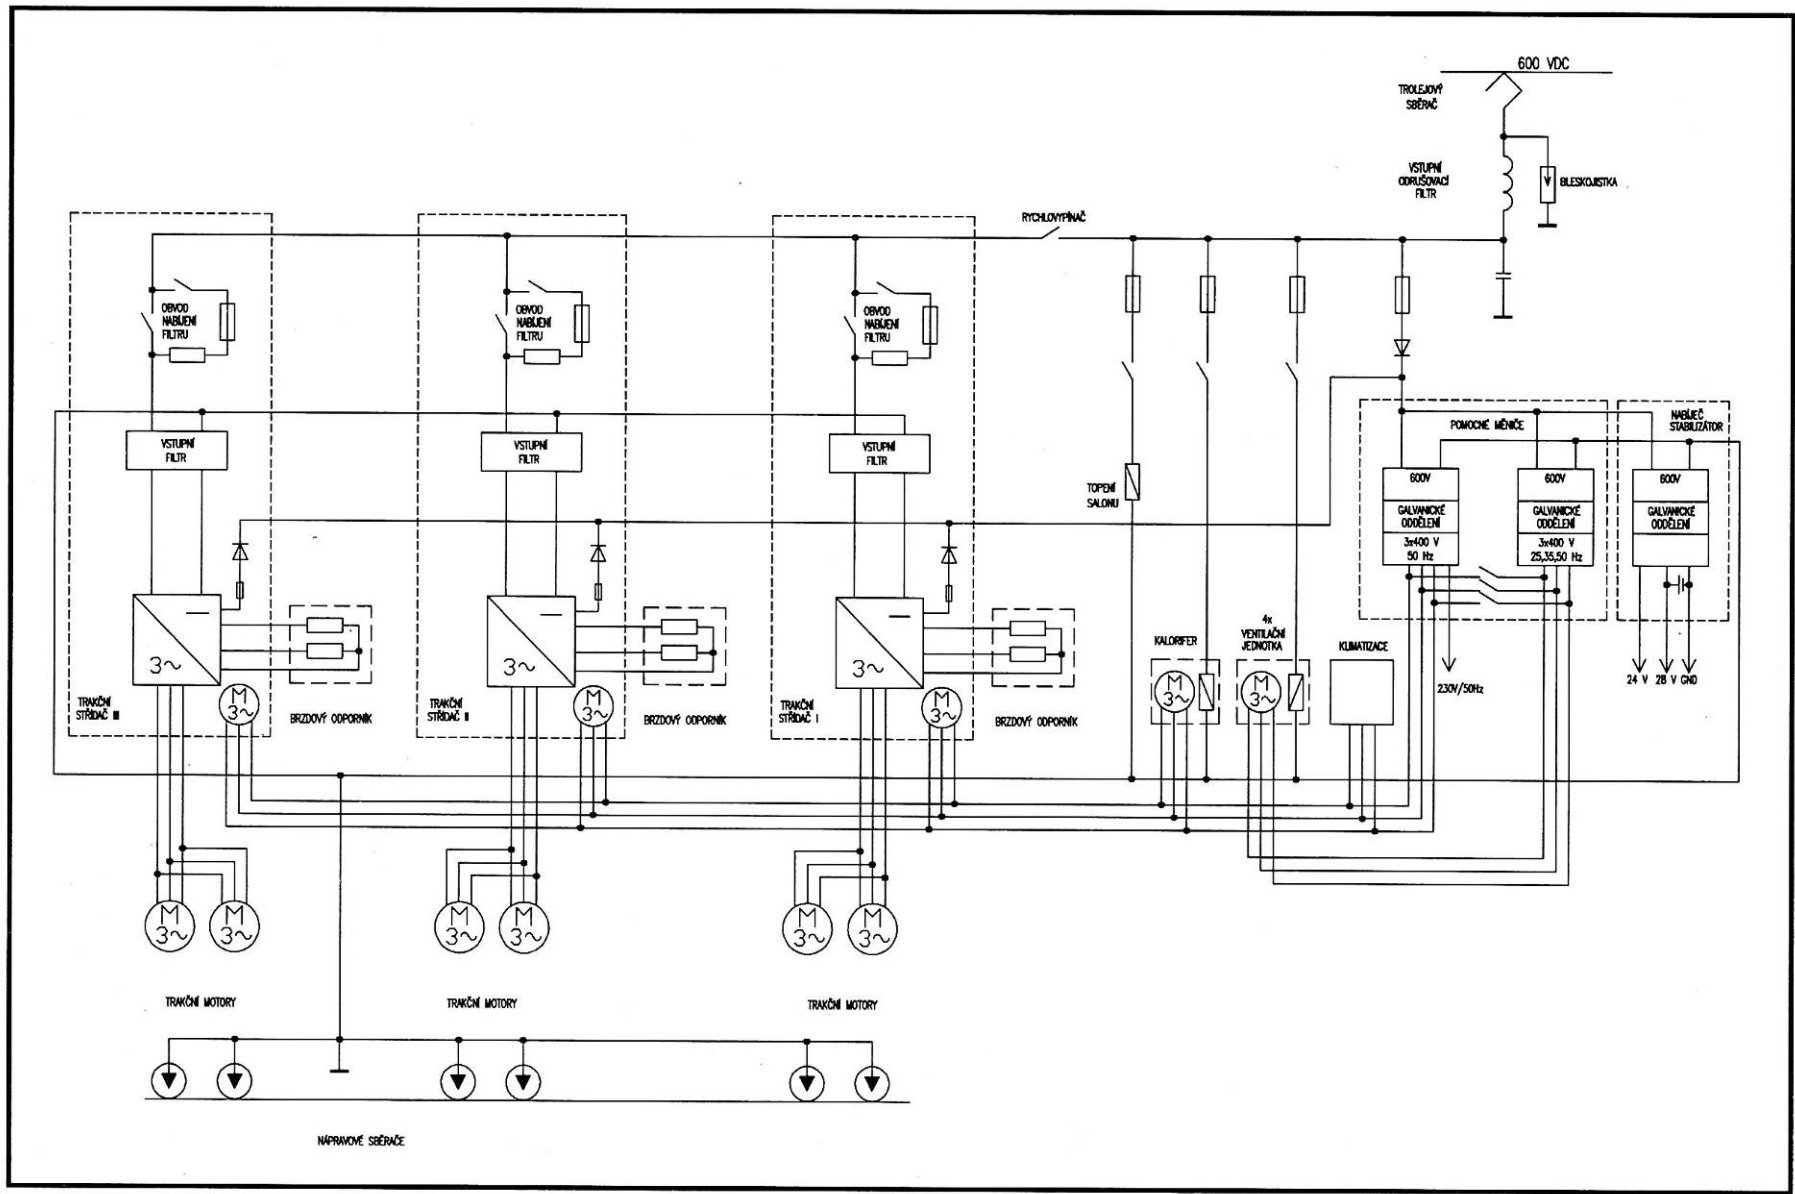 600 VDC
TROLEJOVÝ
SBĚRAČ
VSTUPNÍ
ODRUŠOVACÍ
FILTR
BLESKOJISTKA
RYCHLOVYPÍNAČ
OBVOD
NABÍJENÍ
FILTRU
OBVOD
NABÍJENÍ
FILTRU
OBVOD
NABÍJENÍ
FILTRU
VSTUPNÍ
FILTR
VSTUPNÍ
FILTR
VSTUPNÍ
FILTR
TOPENÍ
SALONU
POMOCNÉ MĚNIČE
NABÍJEČ
STABILIZÁTOR
600V
GALVANICKÉ
ODDĚLENÍ
3x400 V
50 Hz
600V
GALVANICKÉ
ODDĚLENÍ
3x400 V
25,35,50 Hz
600V
GALVANICKÉ
ODDĚLENÍ
3~
3~
3~
TRAKČNÍ
STŘÍDAČ III
M
3~
BRZDOVÝ ODPORNÍK
TRAKČNÍ
STŘÍDAČ II
M
3~
BRZDOVÝ ODPORNÍK
TRAKČNÍ
STŘÍDAČ I
M
3~
BRZDOVÝ ODPORNÍK
KALORIFER
M
3~
4x
VENTILAČNÍ
JEDNOTKA
M
3~
KLIMATIZACE
230V/50Hz
24 V 28 V GND
M
3~
M
3~
M
3~
M
3~
M
3~
M
3~
TRAKČNÍ MOTORY
TRAKČNÍ MOTORY
TRAKČNÍ MOTORY
NÁPRAVOVÉ SBĚRAČE